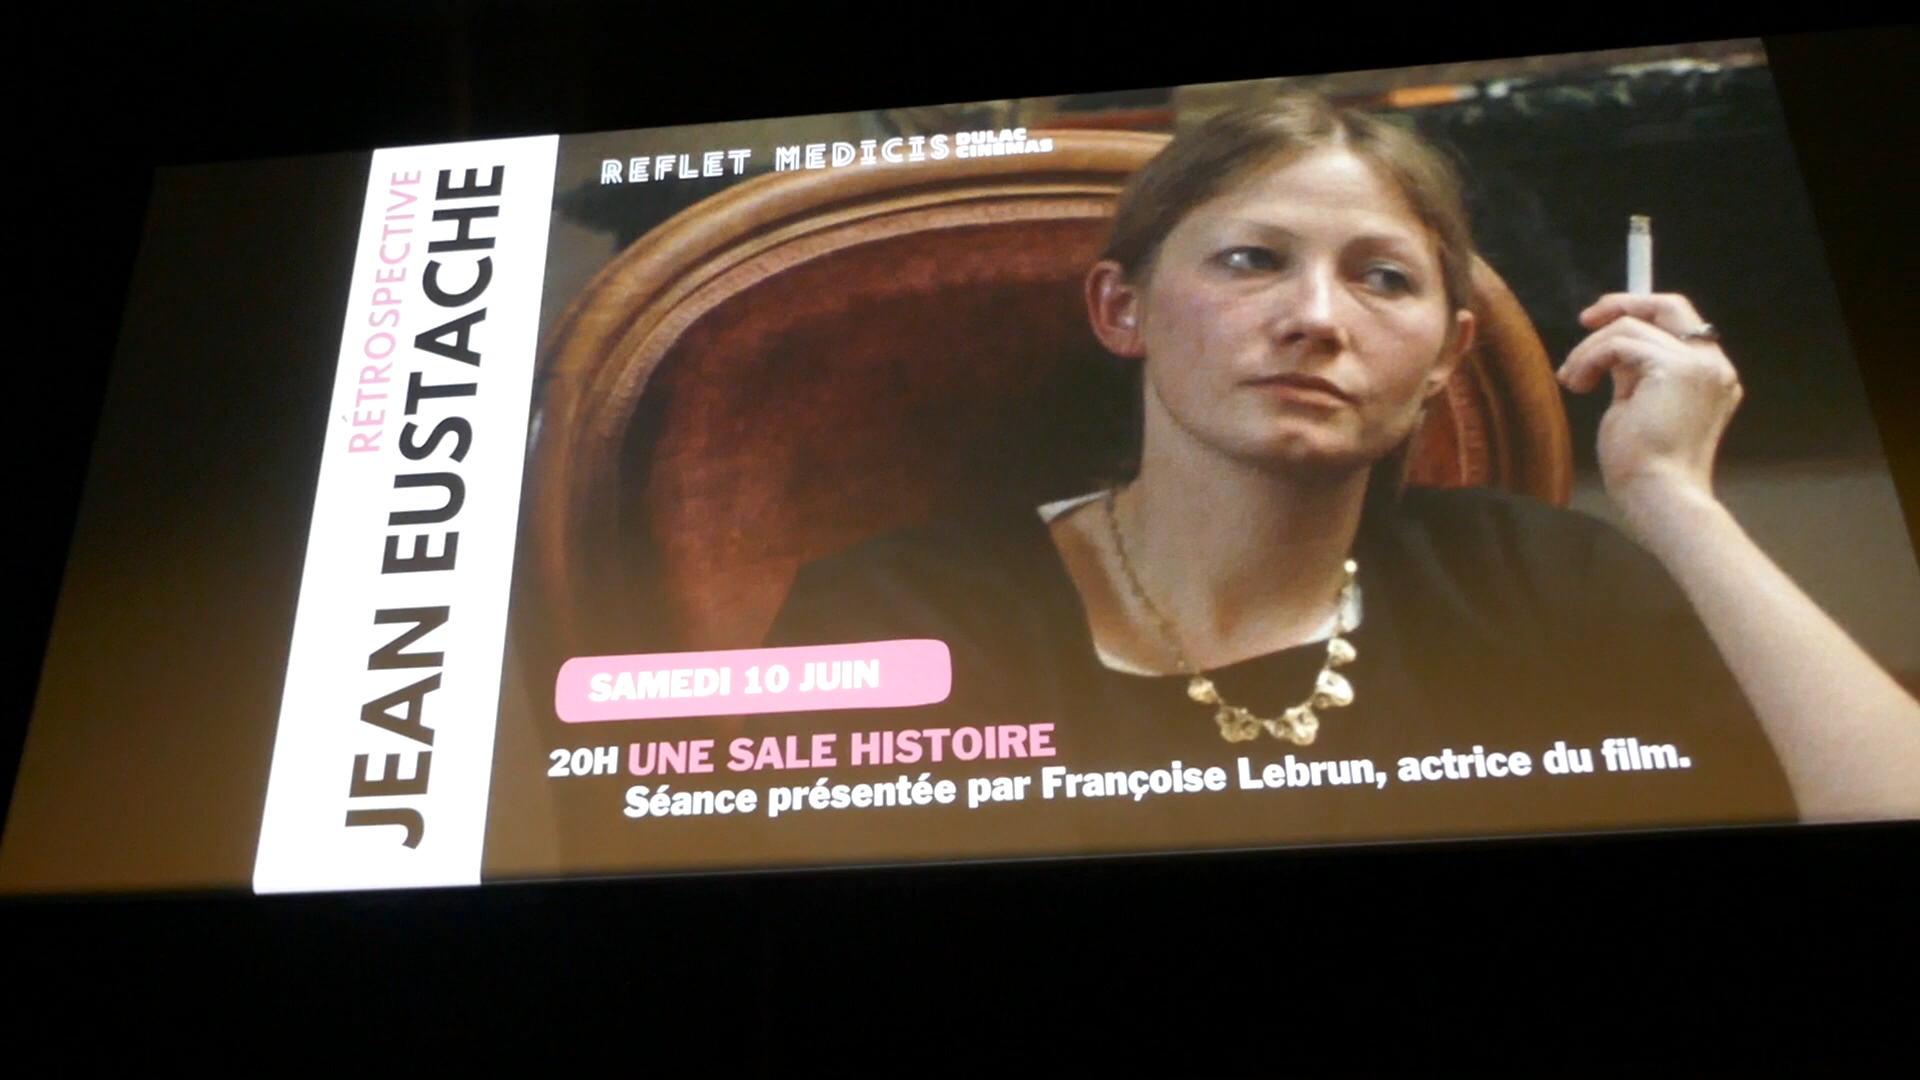 RÉTROSPECTIVE
JEAN EUSTACHE
REFLET MEDICIS DULAC
CINÉMAS
SAMEDI 10 JUIN
20H UNE SALE HISTOIRE
Séance présentée par Françoise Lebrun, actrice du film.